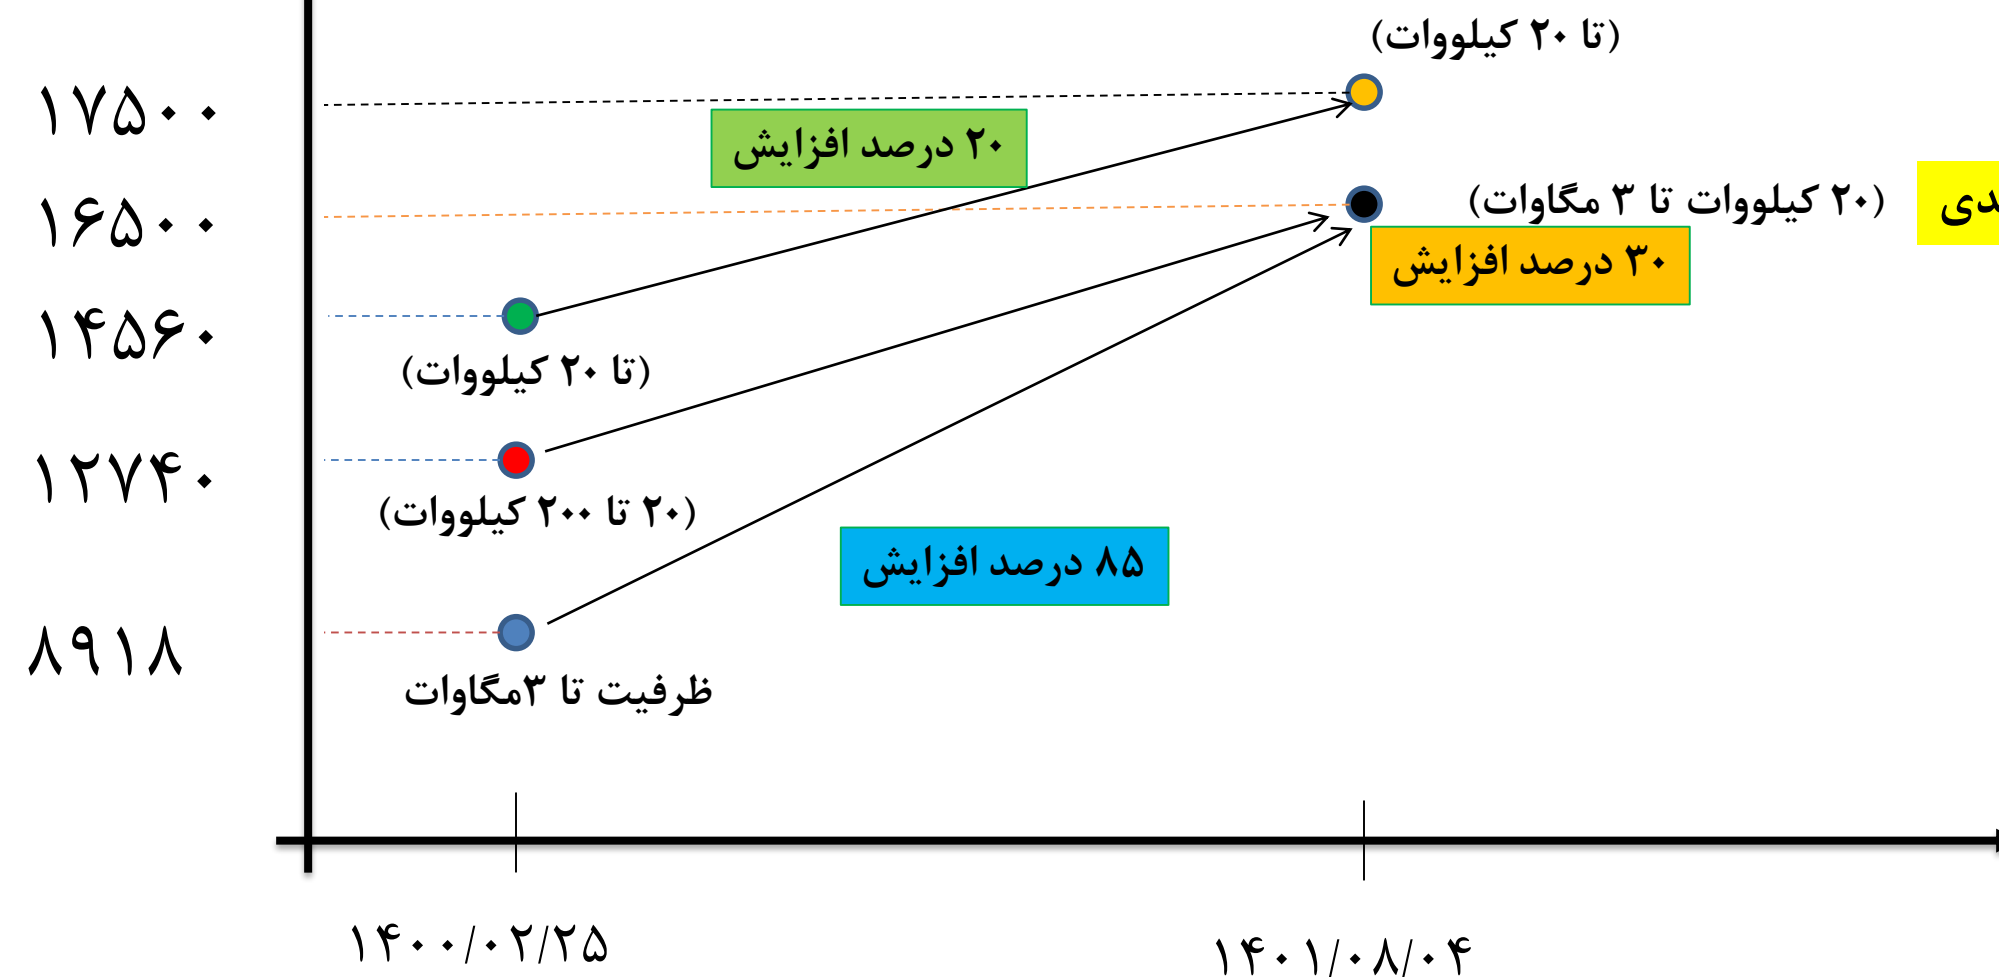 (تا ۲۰ کیلووات)
۱۷۵۰۰
۲۰ درصد افزایش
(۲۰ کیلووات تا ۳ مگاوات)
۱۶۵۰۰
۳۰ درصد افزایش
۱۴۵۶۰
(تا ۲۰ کیلووات)
۱۲۷۴۰
(۲۰ تا ۲۰۰ کیلووات)
۸۵ درصد افزایش
۸۹۱۸
ظرفیت تا ۳مگاوات
۱۴۰۰/۰۲/۲۵
۱۴۰۱/۰۸/۰۴